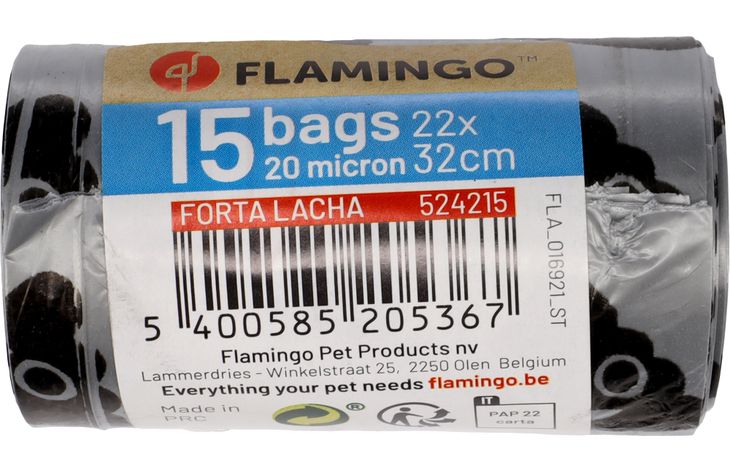 FLAMINGO™
15 bags 22x
20 micron 32cm
FORTA LACHA 524215
5 400585 205367
FLA_016921_ST
Flamingo Pet Products nv
Lammerdries - Winkelstraat 25, 2250 Olen Belgium
Everything your pet needs flamingo.be
Made in
PRC
IT
PAP 22
carta